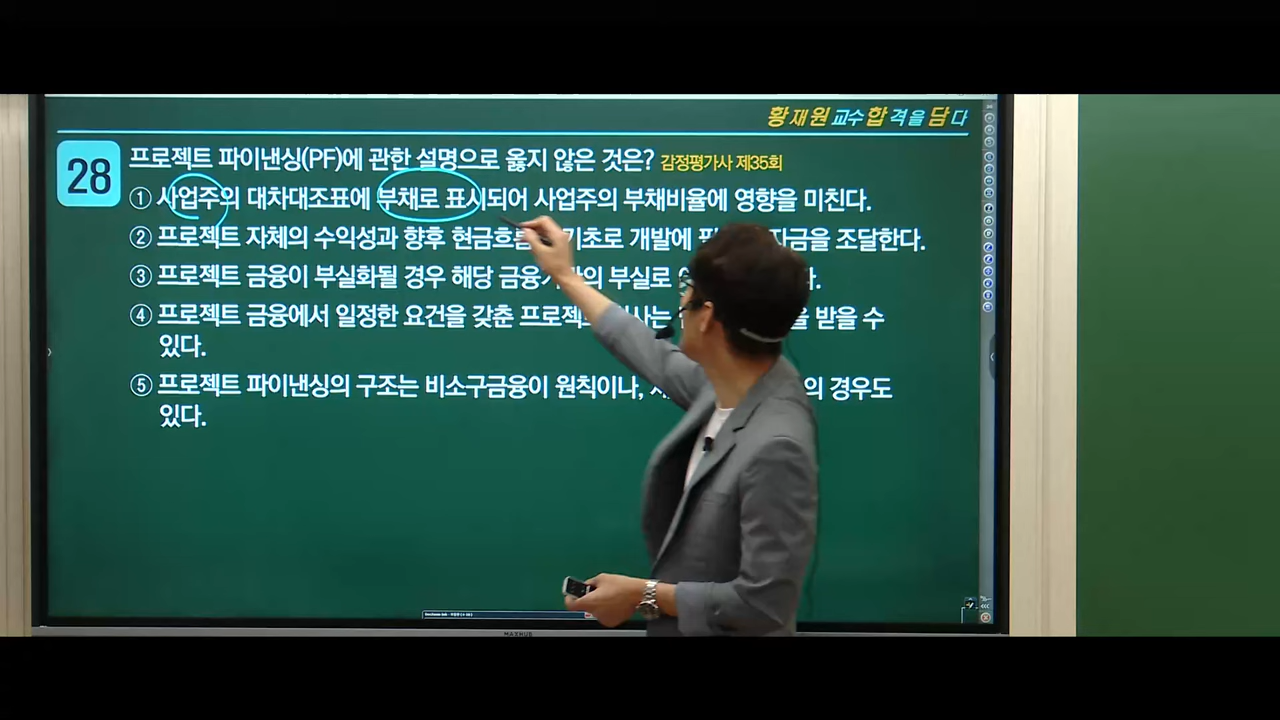 황재원교수합격을담다
28 프로젝트 파이낸싱(PF)에 관한 설명으로 옳지 않은 것은? 감정평가사 제35회
① 사업주의 대차대조표에 부채로 표시되어 사업주의 부채비율에 영향을 미친다.
② 프로젝트 자체의 수익성과 향후 현금흐름 기초로 개발에 자금을 조달한다.
③ 프로젝트 금융이 부실화될 경우 해당 부실로
④ 프로젝트 금융에서 일정한 요건을 갖춘 받을 수
있다.
⑤ 프로젝트 파이낸싱의 구조는 비소구금융이 원칙이나, 경우도
있다.
MAXHUB